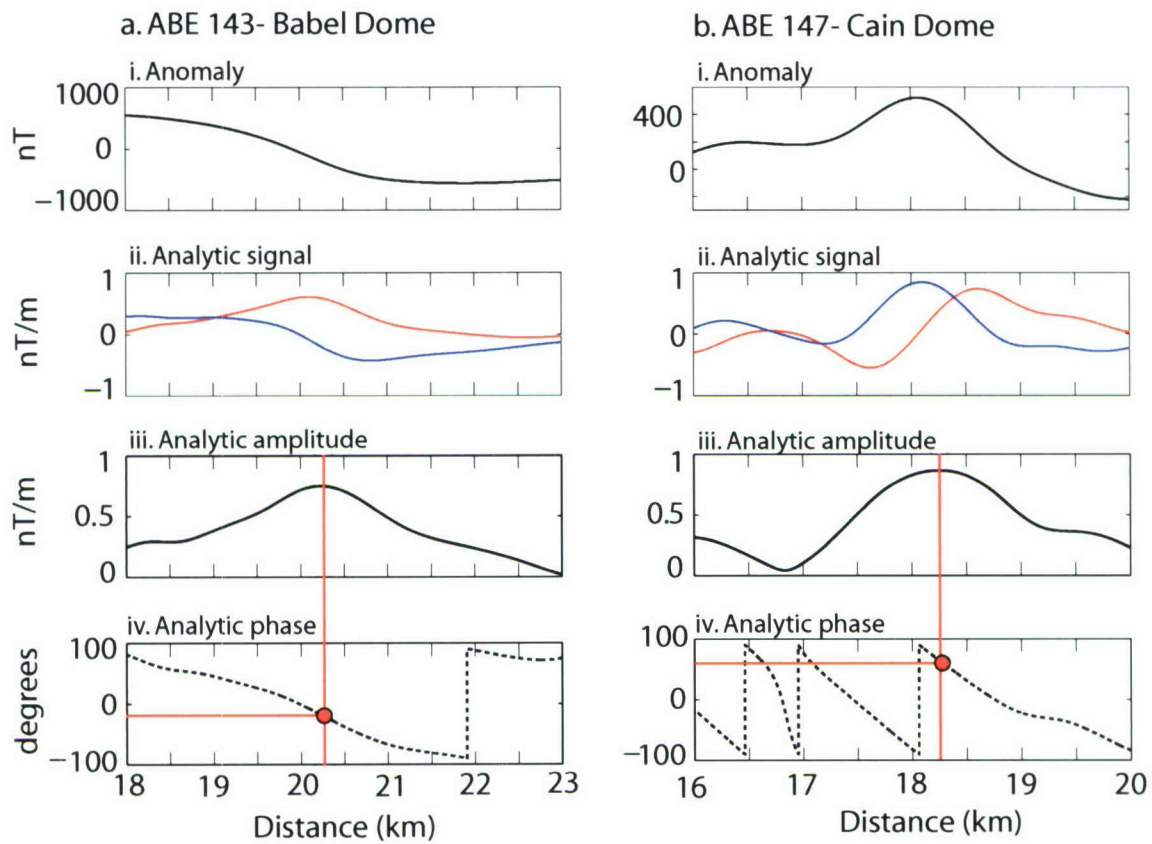 a. ABE 143- Babel Dome
i. Anomaly
1000
0
−1000
nT
ii. Analytic signal
1
0
−1
nT/m
iii. Analytic amplitude
1
0.5
0
nT/m
iv. Analytic phase
100
0
−100
degrees
18 19 20 21 22 23
Distance (km)
b. ABE 147- Cain Dome
i. Anomaly
400
0
ii. Analytic signal
1
0
−1
iii. Analytic amplitude
1
0.5
0
iv. Analytic phase
100
0
−100
16 17 18 19 20
Distance (km)